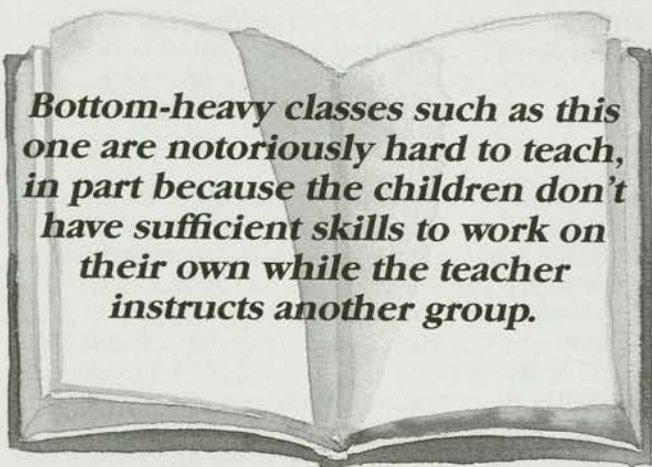 Bottom-heavy classes such as this
one are notoriously hard to teach,
in part because the children don't
have sufficient skills to work on
their own while the teacher
instructs another group.